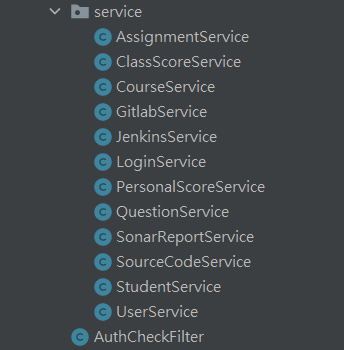 service
AssignmentService
ClassScoreService
CourseService
GitlabService
JenkinsService
LoginService
PersonalScoreService
QuestionService
SonarReportService
SourceCodeService
StudentService
UserService
AuthCheckFilter